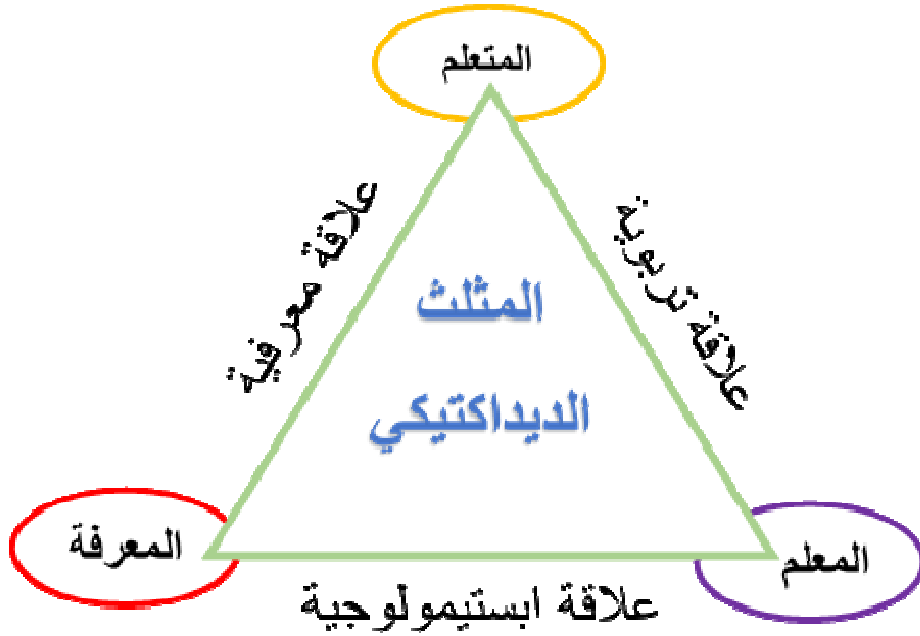 المتعلم
علاقة تربوية
علاقة معرفية
المثلث
الديداكتيكي
المعلم
المعرفة
علاقة ابستيمولوجية